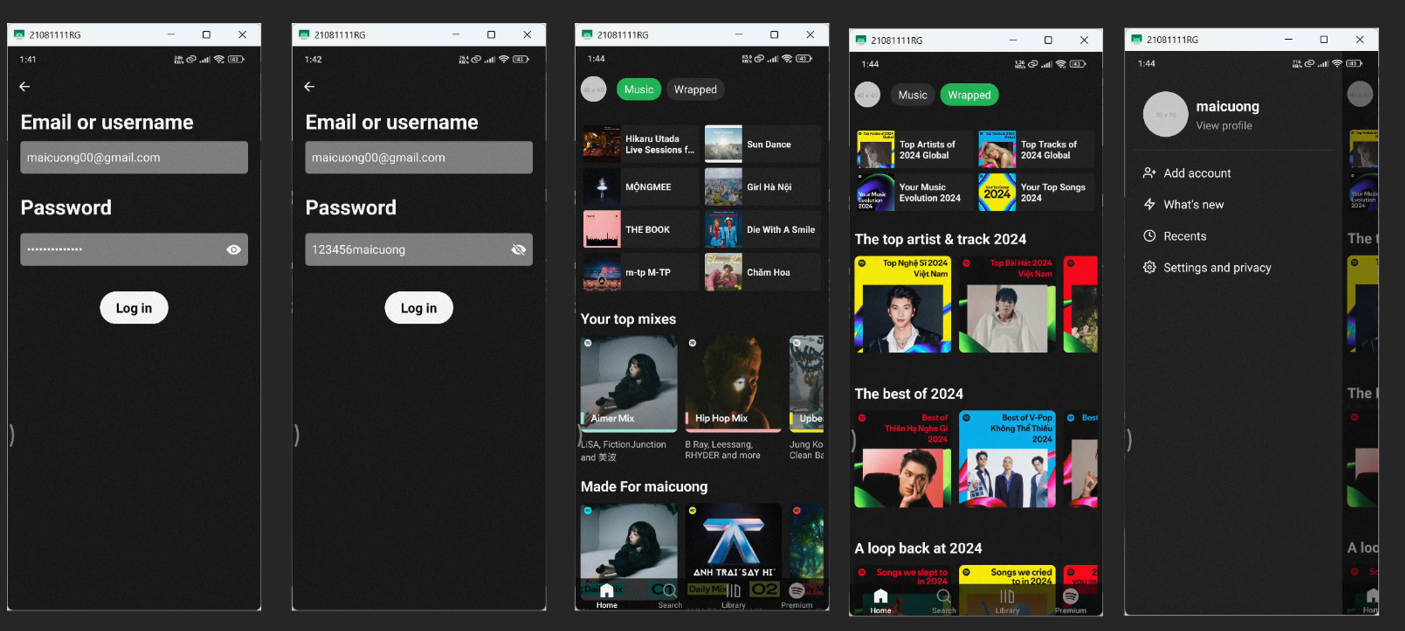 21081111RG
1:41
Email or username
maicuong00@gmail.com
Password
••••••••••••••
Log in
21081111RG
1:42
Email or username
maicuong00@gmail.com
Password
123456maicuong
Log in
21081111RG
1:44
Music
Wrapped
Hikaru Utada
Live Sessions f...
Sun Dance
MỘNGMEE
Girl Hà Nội
THE BOOK
Die With A Smile
m-tp M-TP
Chăm Hoa
Your top mixes
Aimer Mix
Hip Hop Mix
Upbe
LiSA, FictionJunction
and 美波
B Ray, Leessang,
RHYDER and more
Jung Ko
Clean Ba
Made For maicuong
ANH TRAI "SAY HI"
Daily Mix
02
Home
Search
Library
Premium
21081111RG
1:44
Music
Wrapped
Top Artists of
2024 Global
Top Tracks of
2024 Global
Your Music
Evolution 2024
Your Top Songs
2024
The top artist & track 2024
Top Nghệ Sĩ 2024
Việt Nam
Top Bài Hát 2024
Việt Nam
The best of 2024
Best of
Thiên Hạ Nghe Gì
2024
Best of V-Pop
Không Thể Thiếu
2024
Best
A loop back at 2024
Songs we slept to
in 2024
Songs we cried
to in 2024
Home
Search
Library
Premium
21081111RG
1:44
70 x 70
maicuong
View profile
Add account
What's new
Recents
Settings and privacy
The t
The b
A loo
Ho